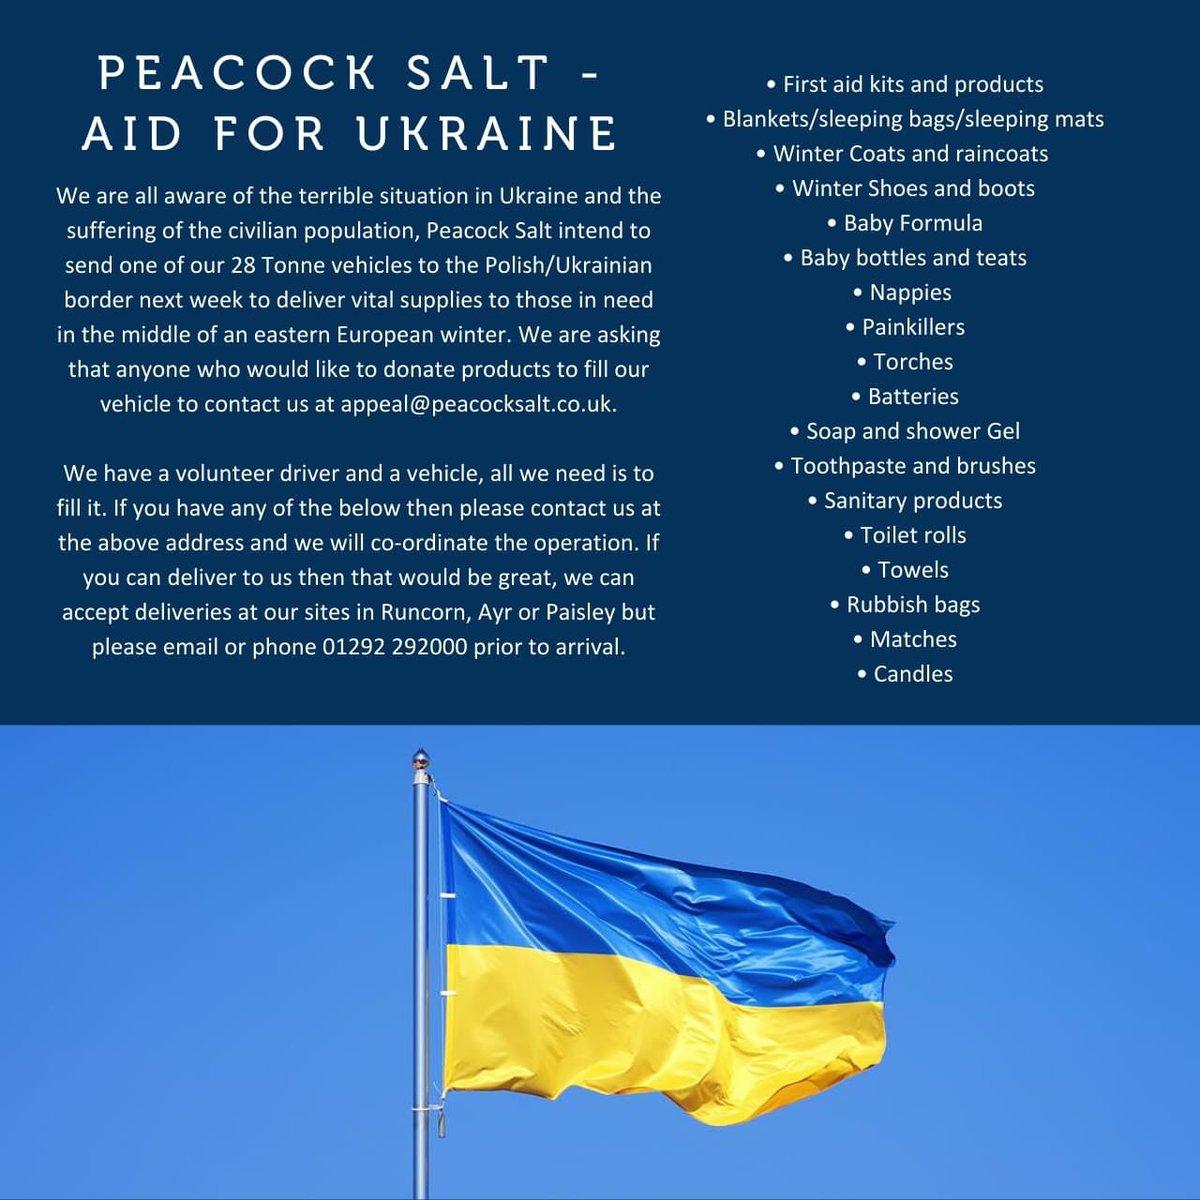 PEACOCK SALT -
AID FOR UKRAINE
We are all aware of the terrible situation in Ukraine and the
suffering of the civilian population, Peacock Salt intend to
send one of our 28 Tonne vehicles to the Polish/Ukrainian
border next week to deliver vital supplies to those in need
in the middle of an eastern European winter. We are asking
that anyone who would like to donate products to fill our
vehicle to contact us at appeal@peacocksalt.co.uk.
We have a volunteer driver and a vehicle, all we need is to
fill it. If you have any of the below then please contact us at
the above address and we will co-ordinate the operation. If
you can deliver to us then that would be great, we can
accept deliveries at our sites in Runcorn, Ayr or Paisley but
please email or phone 01292 292000 prior to arrival.
• First aid kits and products
• Blankets/sleeping bags/sleeping mats
• Winter Coats and raincoats
• Winter Shoes and boots
• Baby Formula
• Baby bottles and teats
• Nappies
• Painkillers
• Torches
• Batteries
• Soap and shower Gel
• Toothpaste and brushes
• Sanitary products
• Toilet rolls
• Towels
• Rubbish bags
• Matches
• Candles